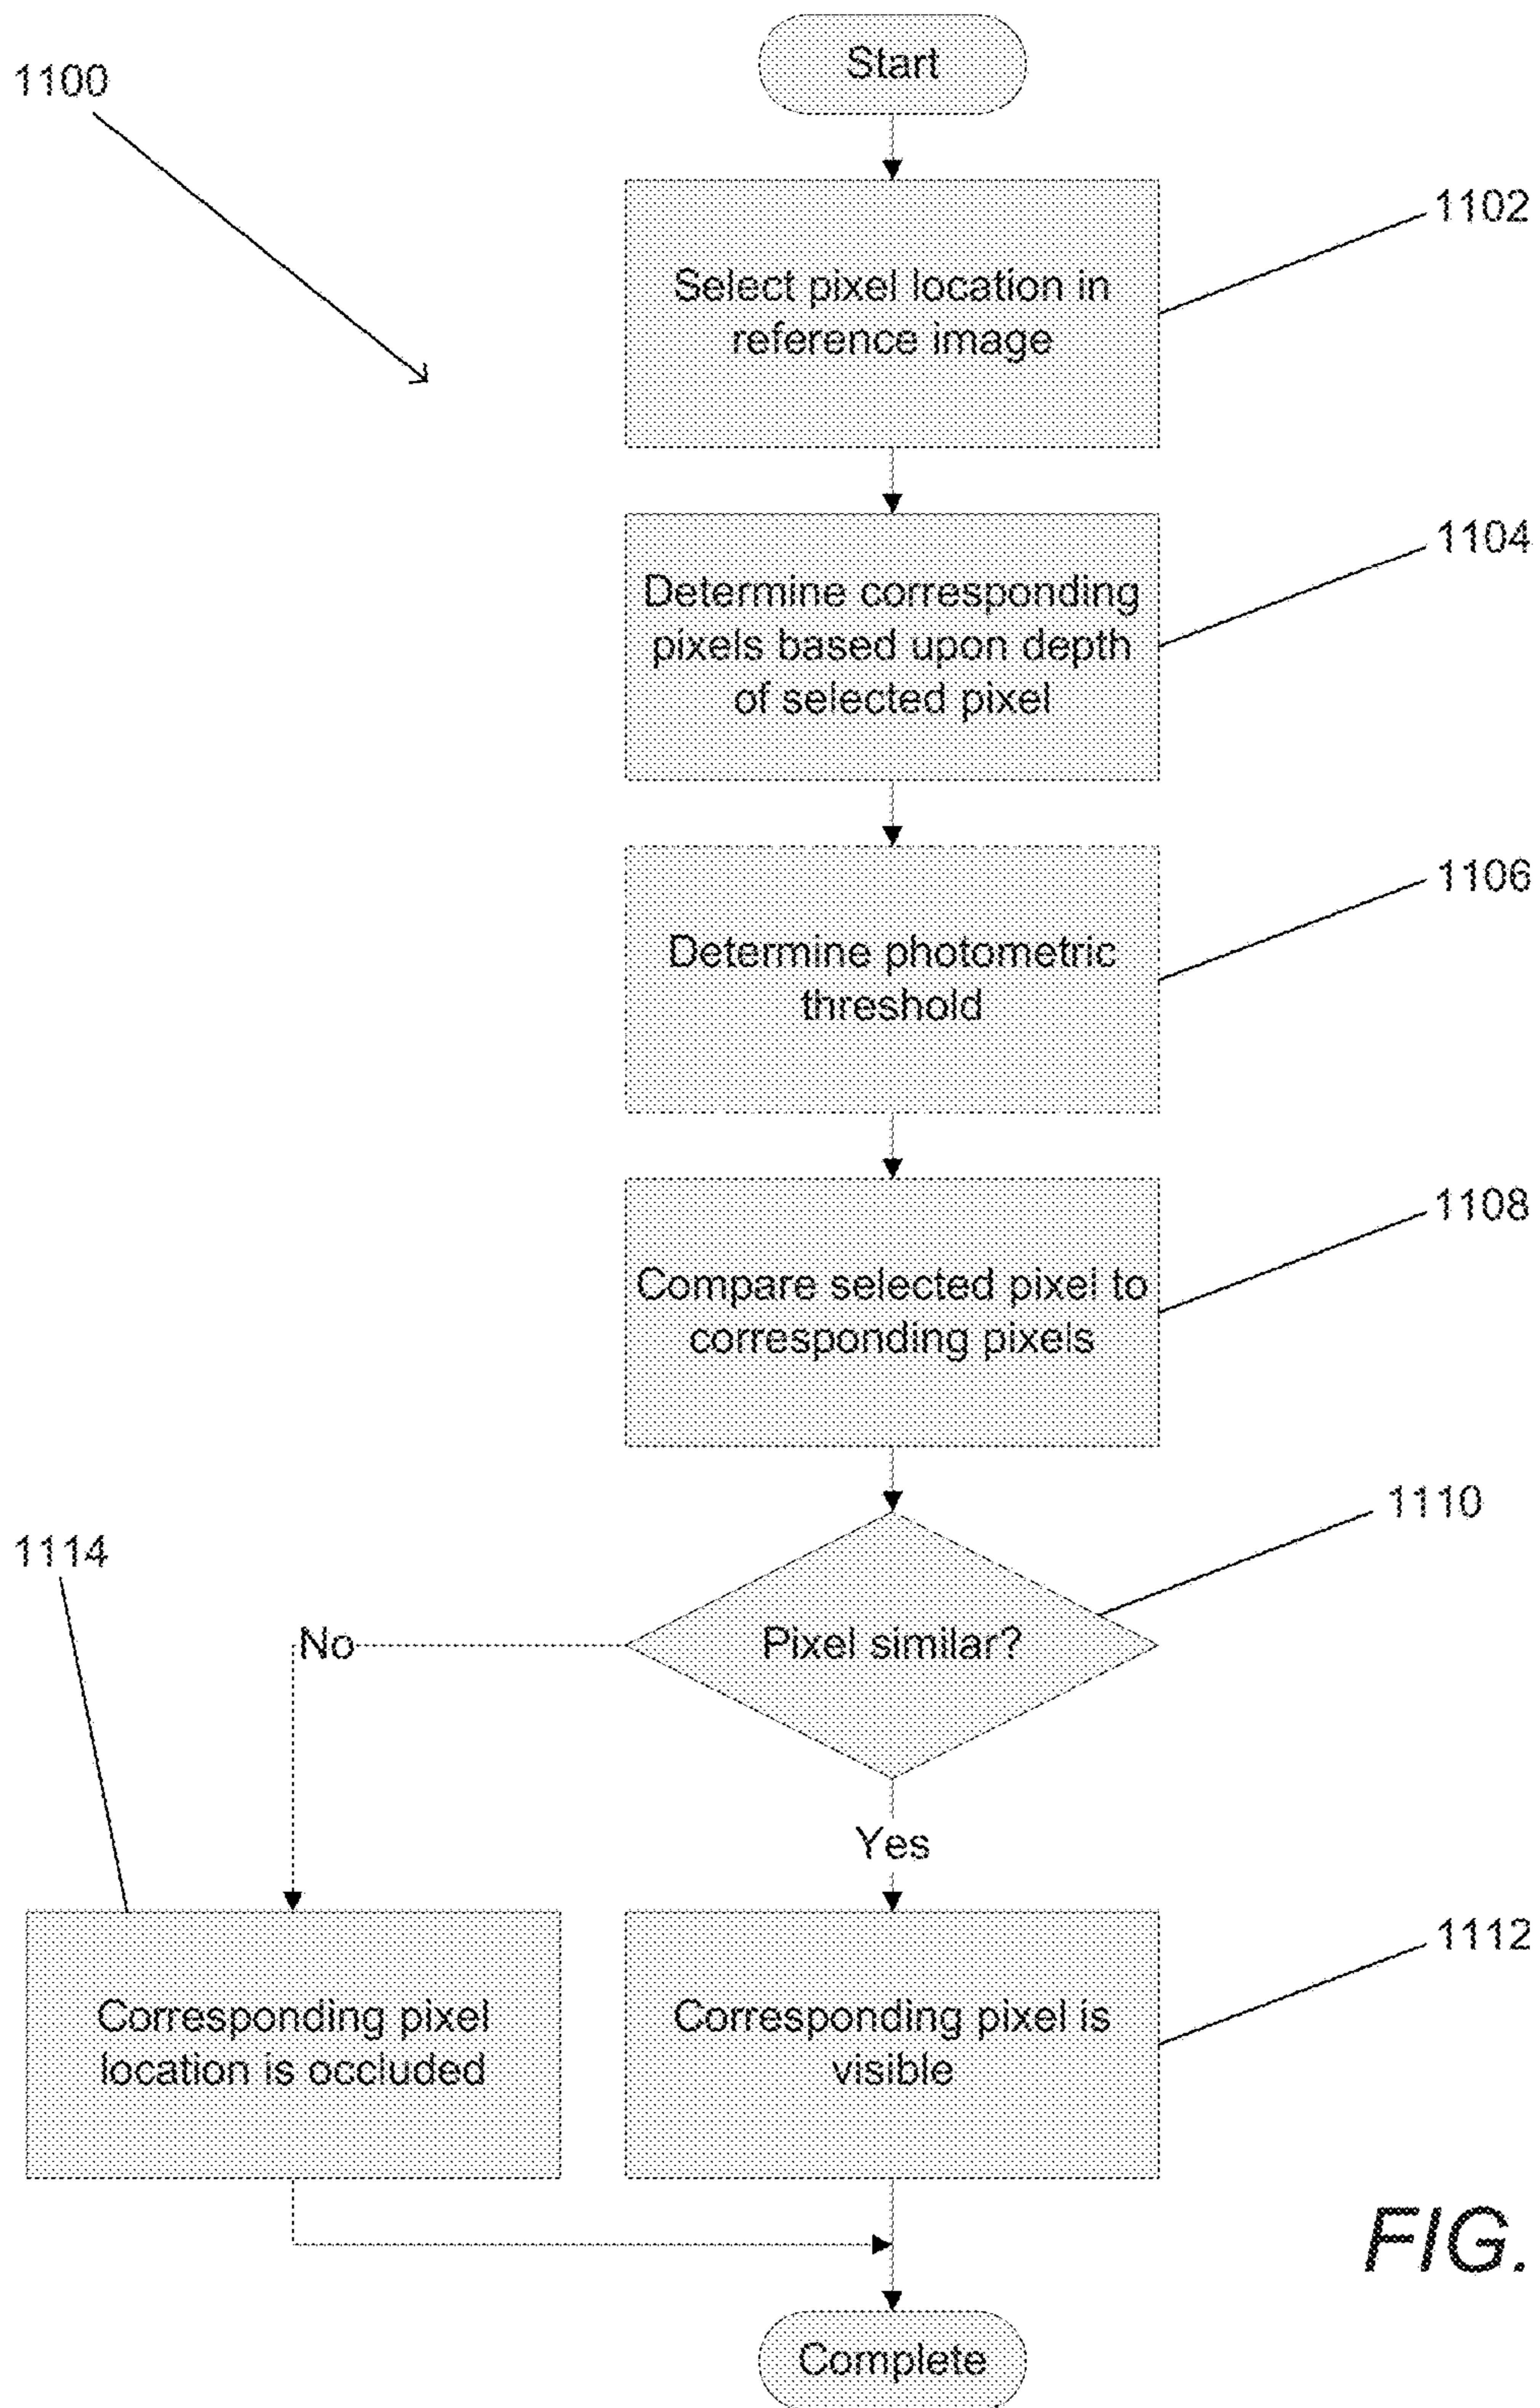 Start
1100
1102
Select pixel location in
reference image
1104
Determine corresponding
pixels based upon depth
of selected pixel
1106
Determine photometric
threshold
1108
Compare selected pixel to
corresponding pixels
1110
1114
No
Pixel similar?
Yes
1112
Corresponding pixel
location is occluded
Corresponding pixel is
visible
FIG.
Complete